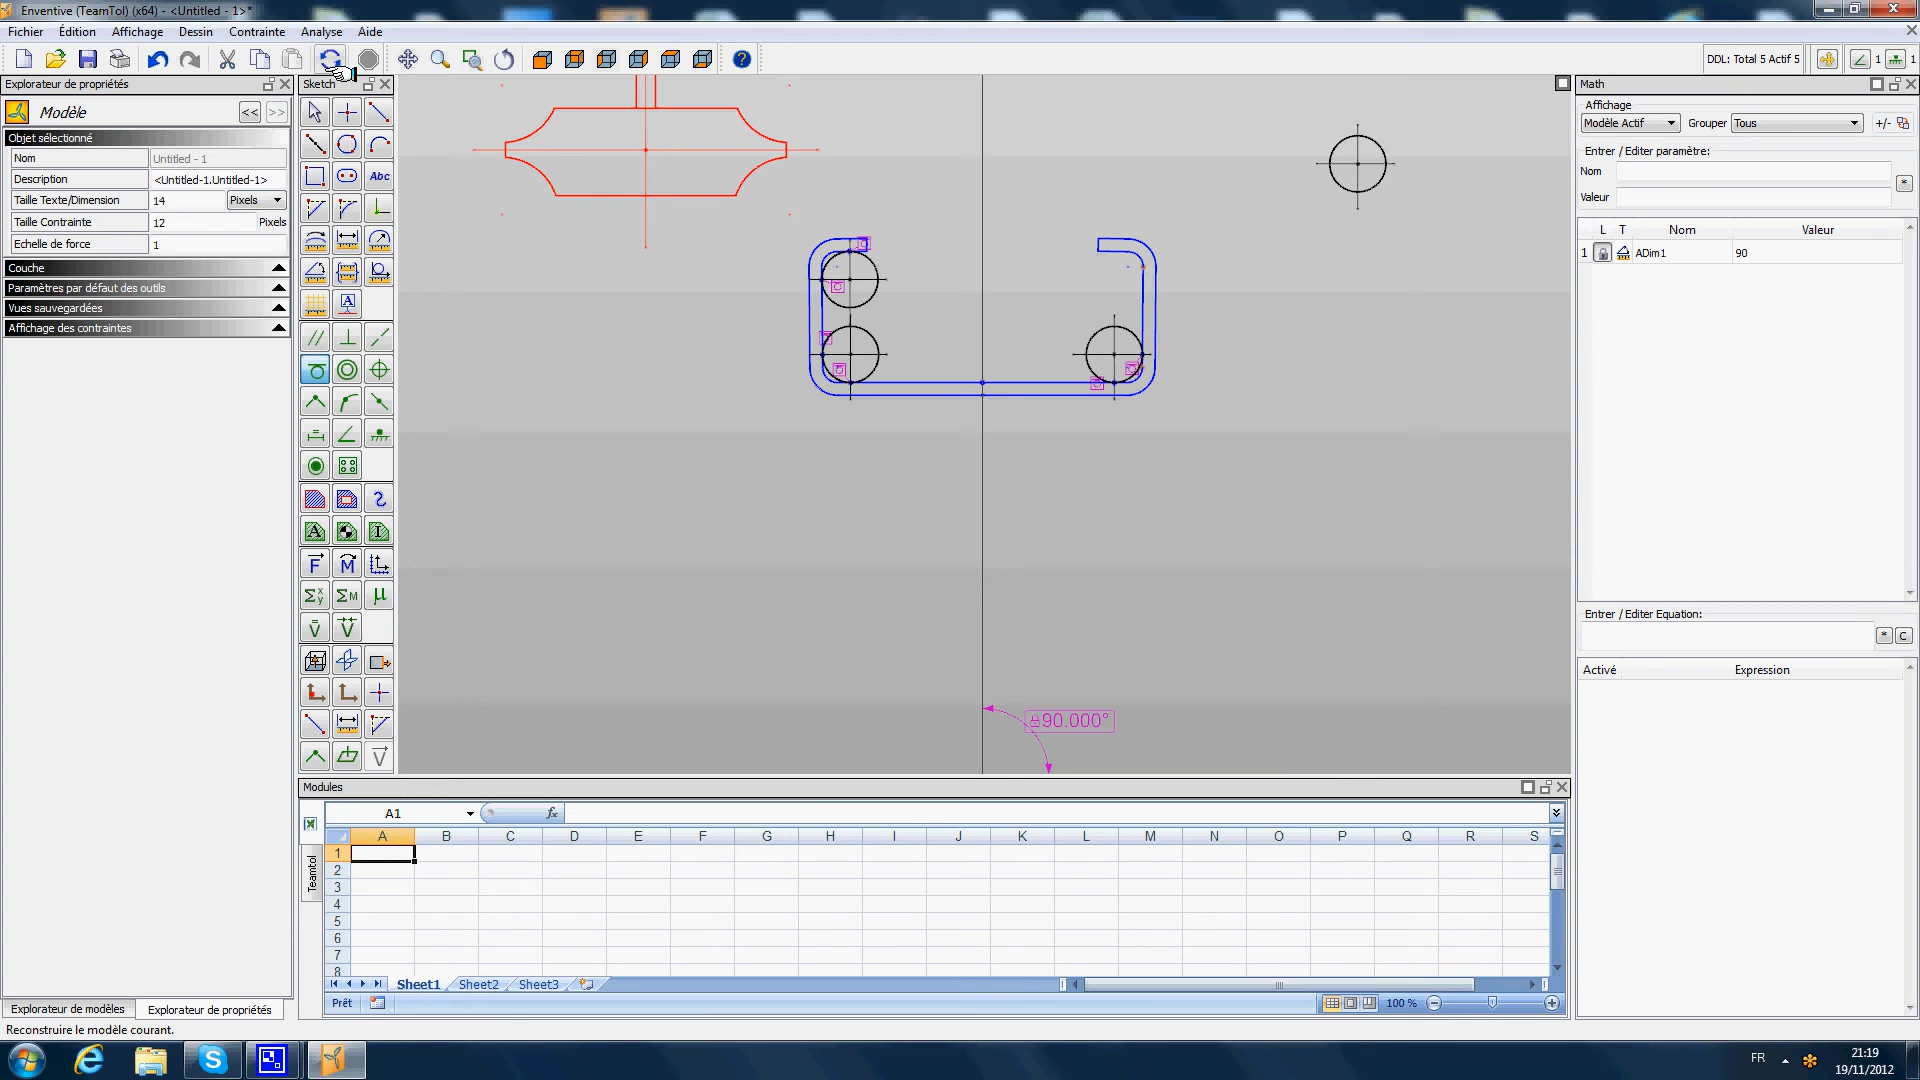 Enventive (TeamTol) (x64) - <Untitled - 1>*
Fichier Édition Affichage Dessin Contrainte Analyse Aide
DDL: Total 5 Actif 5
1
1
Explorateur de propriétés
Sketch
Math
Modèle
<< >>
Objet sélectionné
Nom Untitled - 1
Description <Untitled-1.Untitled-1>
Taille Texte/Dimension 14 Pixels
Taille Contrainte 12 Pixels
Echelle de force 1
Couche
Paramètres par défaut des outils
Vues sauvegardées
Affichage des contraintes
Abc
A
A
I
F M
Σxy ΣM µ
V V
V
90.000°
Affichage
Modèle Actif Grouper Tous +/-
Entrer / Editer paramètre:
Nom
*
Valeur
L T Nom Valeur
1 ADim1 90
Entrer / Editer Equation:
* C
Activé Expression
Modules
A1 fx
A B C D E F G H I J K L M N O P Q R S
1
2
3
4
5
6
7
8
Teamtol
Sheet1 Sheet2 Sheet3
Prêt 100 %
Explorateur de modèles Explorateur de propriétés
Reconstruire le modèle courant.
FR
21:19
19/11/2012